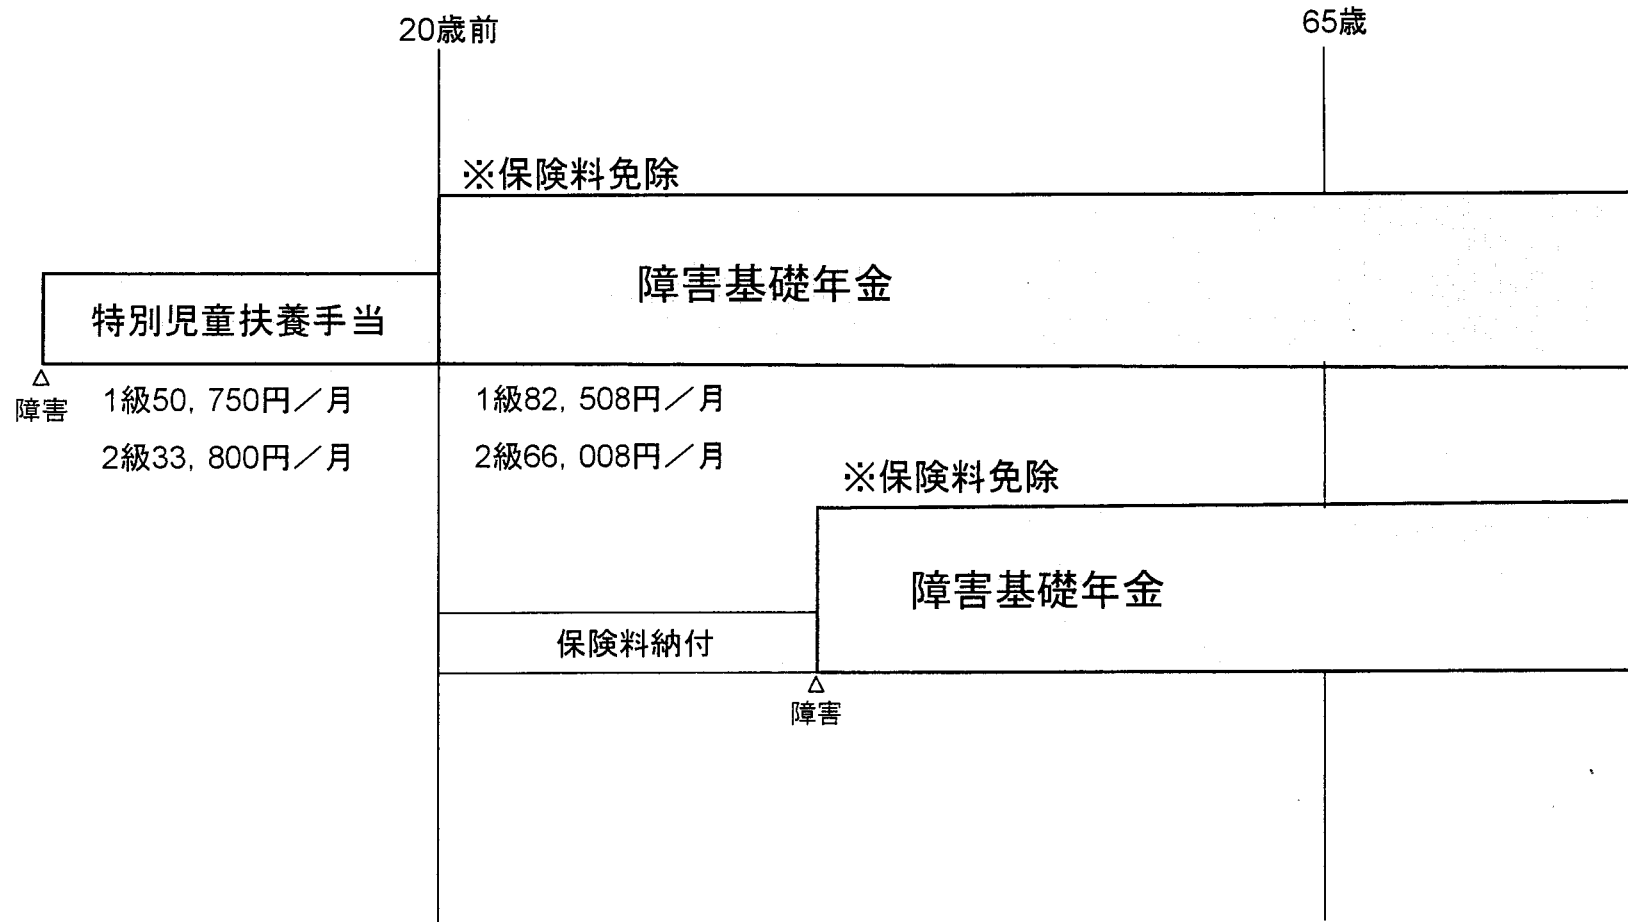 20歳前
65歳
※保険料免除
障害基礎年金
特別児童扶養手当
障害
1級50, 750円／月
2級33, 800円／月
1級82, 508円／月
2級66, 008円／月
※保険料免除
障害基礎年金
保険料納付
障害